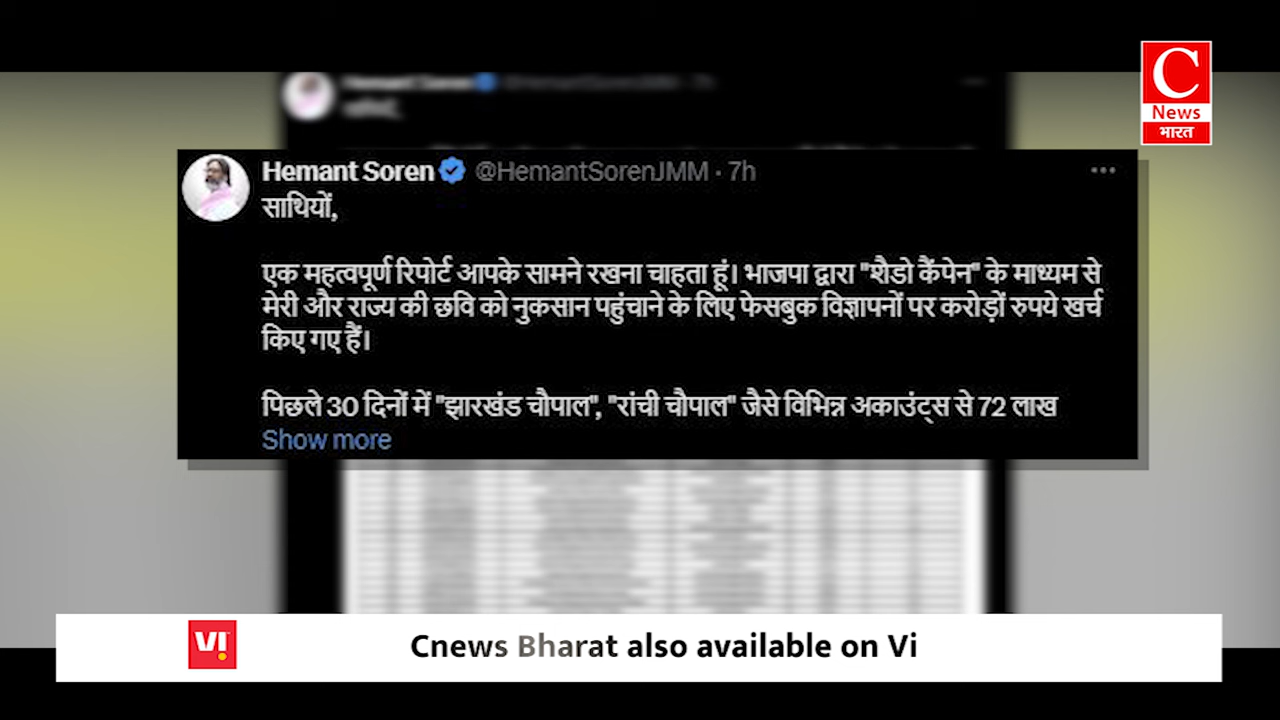 C
News
भारत
Hemant Soren @HemantSorenJMM · 7h
साथियों,
एक महत्वपूर्ण रिपोर्ट आपके सामने रखना चाहता हूं। भाजपा द्वारा "शैडो कैंपेन" के माध्यम से
मेरी और राज्य की छवि को नुकसान पहुंचाने के लिए फेसबुक विज्ञापनों पर करोड़ों रुपये खर्च
किए गए हैं।
पिछले 30 दिनों में "झारखंड चौपाल", "रांची चौपाल" जैसे विभिन्न अकाउंट्स से 72 लाख
Show more
VI
Cnews Bharat also available on Vi